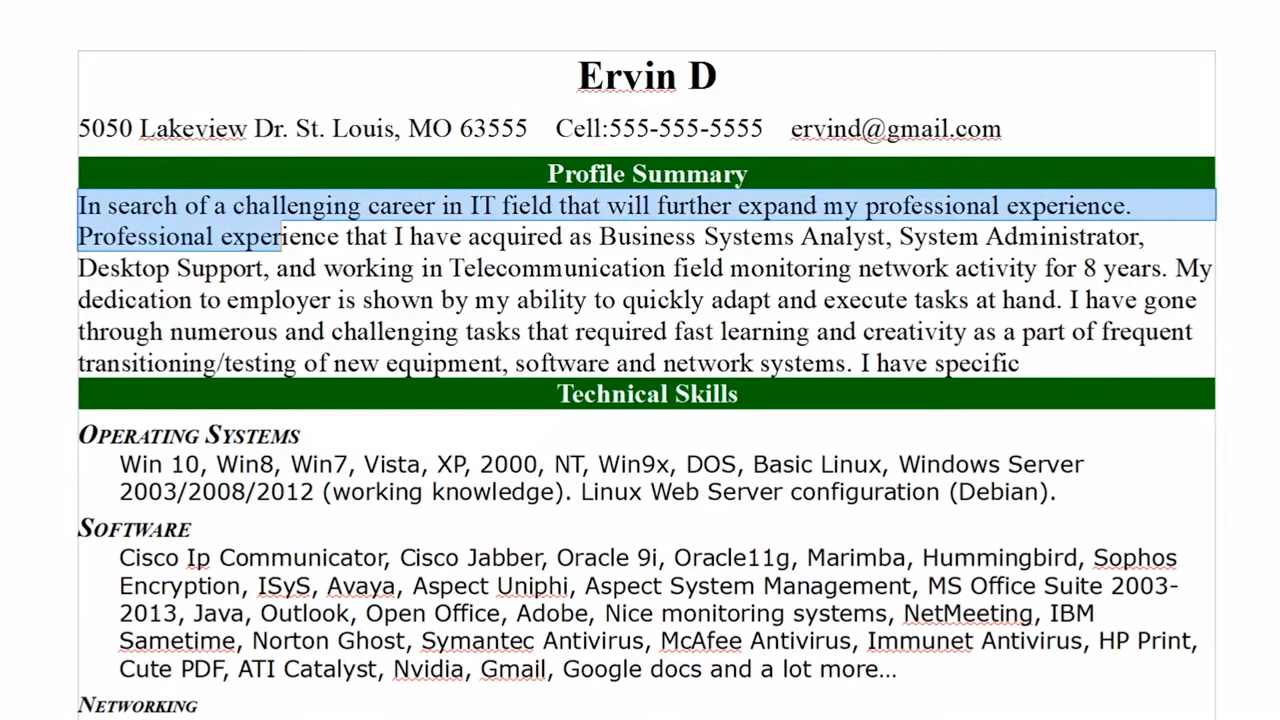 Ervin D
5050 Lakeview Dr. St. Louis, MO 63555 Cell:555-555-5555 ervind@gmail.com
Profile Summary
In search of a challenging career in IT field that will further expand my professional experience.
Professional experience that I have acquired as Business Systems Analyst, System Administrator,
Desktop Support, and working in Telecommunication field monitoring network activity for 8 years. My
dedication to employer is shown by my ability to quickly adapt and execute tasks at hand. I have gone
through numerous and challenging tasks that required fast learning and creativity as a part of frequent
transitioning/testing of new equipment, software and network systems. I have specific
Technical Skills
OPERATING SYSTEMS
Win 10, Win8, Win7, Vista, XP, 2000, NT, Win9x, DOS, Basic Linux, Windows Server
2003/2008/2012 (working knowledge). Linux Web Server configuration (Debian).
SOFTWARE
Cisco Ip Communicator, Cisco Jabber, Oracle 9i, Oracle11g, Marimba, Hummingbird, Sophos
Encryption, ISyS, Avaya, Aspect Uniphi, Aspect System Management, MS Office Suite 2003-
2013, Java, Outlook, Open Office, Adobe, Nice monitoring systems, NetMeeting, IBM
Sametime, Norton Ghost, Symantec Antivirus, McAfee Antivirus, Immunet Antivirus, HP Print,
Cute PDF, ATI Catalyst, Nvidia, Gmail, Google docs and a lot more…
NETWORKING